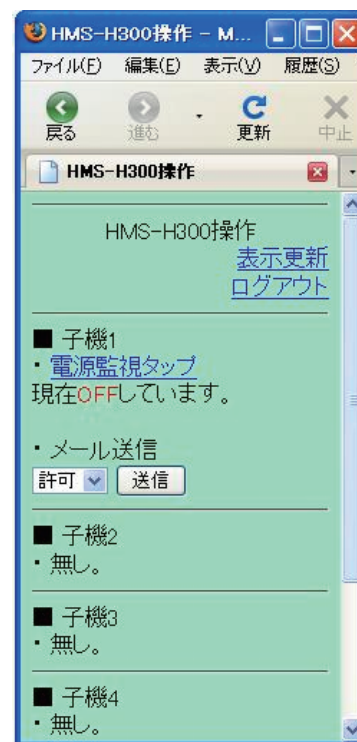 HMS-H300操作 - M...
ファイル(F) 編集(E) 表示(V) 履歴(S)
戻る 進む 更新 中止
HMS-H300操作
HMS-H300操作
表示更新
ログアウト
■ 子機1
・電源監視タップ
現在OFFしています。
・メール送信
許可 送信
■ 子機2
・無し。
■ 子機3
・無し。
■ 子機4
・無し。